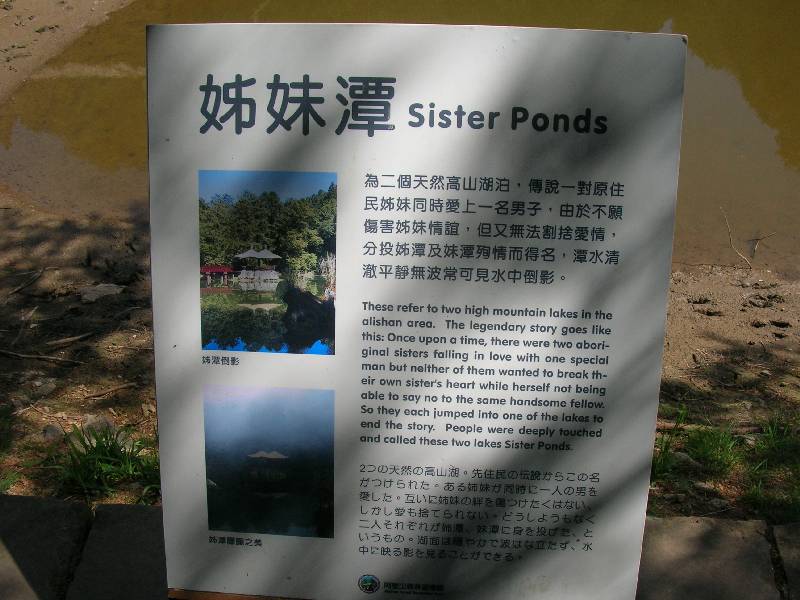 姊妹潭 Sister Ponds
為二個天然高山湖泊，傳說一對原住
民姊妹同時愛上一名男子，由於不願
傷害姊妹情誼，但又無法割捨愛情，
分投姊潭及妹潭殉情而得名，潭水清
澈平靜無波常可見水中倒影。
姊潭倒影
These refer to two high mountain lakes in the
alishan area. The legendary story goes like
this: Once upon a time, there were two abori-
ginal sisters falling in love with one special
man but neither of them wanted to break th-
eir own sister's heart while herself not being
able to say no to the same handsome fellow.
So they each jumped into one of the lakes to
end the story. People were deeply touched
and called these two lakes Sister Ponds.
姊潭朦朧之美
2つの天然の高山湖。先住民の伝説からこの名
がつけられた。ある姉妹が同時に一人の男を
愛した。互いに姉妹の絆を傷つけたくはない、
しかし愛も捨てられない。どうしようもなく
二人それぞれが姉潭、妹潭に身を投げた、と
いうもの。湖面は穏やかで波はな立たず、水
中に映る影を見ることができる。